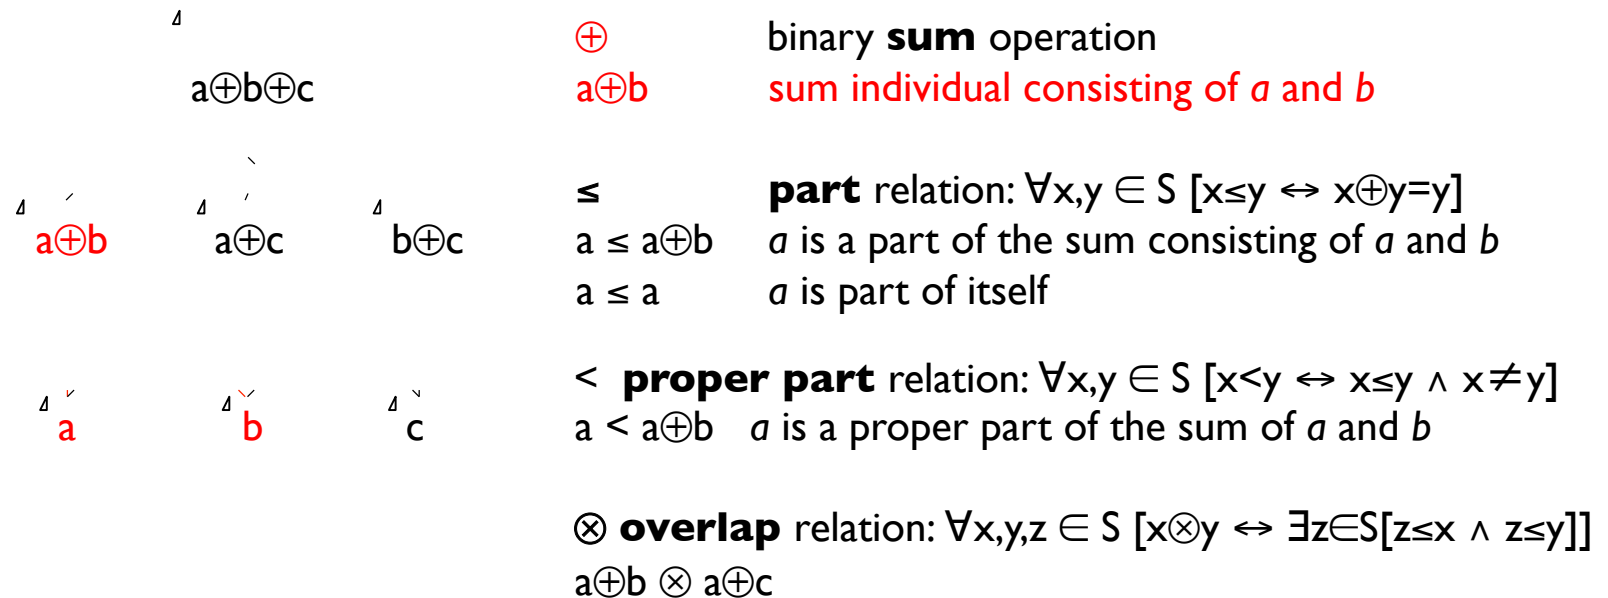 a⊕b⊕c
a⊕b a⊕c b⊕c
a b c
⊕ binary sum operation
a⊕b sum individual consisting of a and b
≤ part relation: ∀x,y ∈ S [x≤y ↔ x⊕y=y]
a ≤ a⊕b a is a part of the sum consisting of a and b
a ≤ a a is part of itself
< proper part relation: ∀x,y ∈ S [x<y ↔ x≤y ∧ x≠y]
a < a⊕b a is a proper part of the sum of a and b
⊗ overlap relation: ∀x,y,z ∈ S [x⊗y ↔ ∃z∈S[z≤x ∧ z≤y]]
a⊕b ⊗ a⊕c